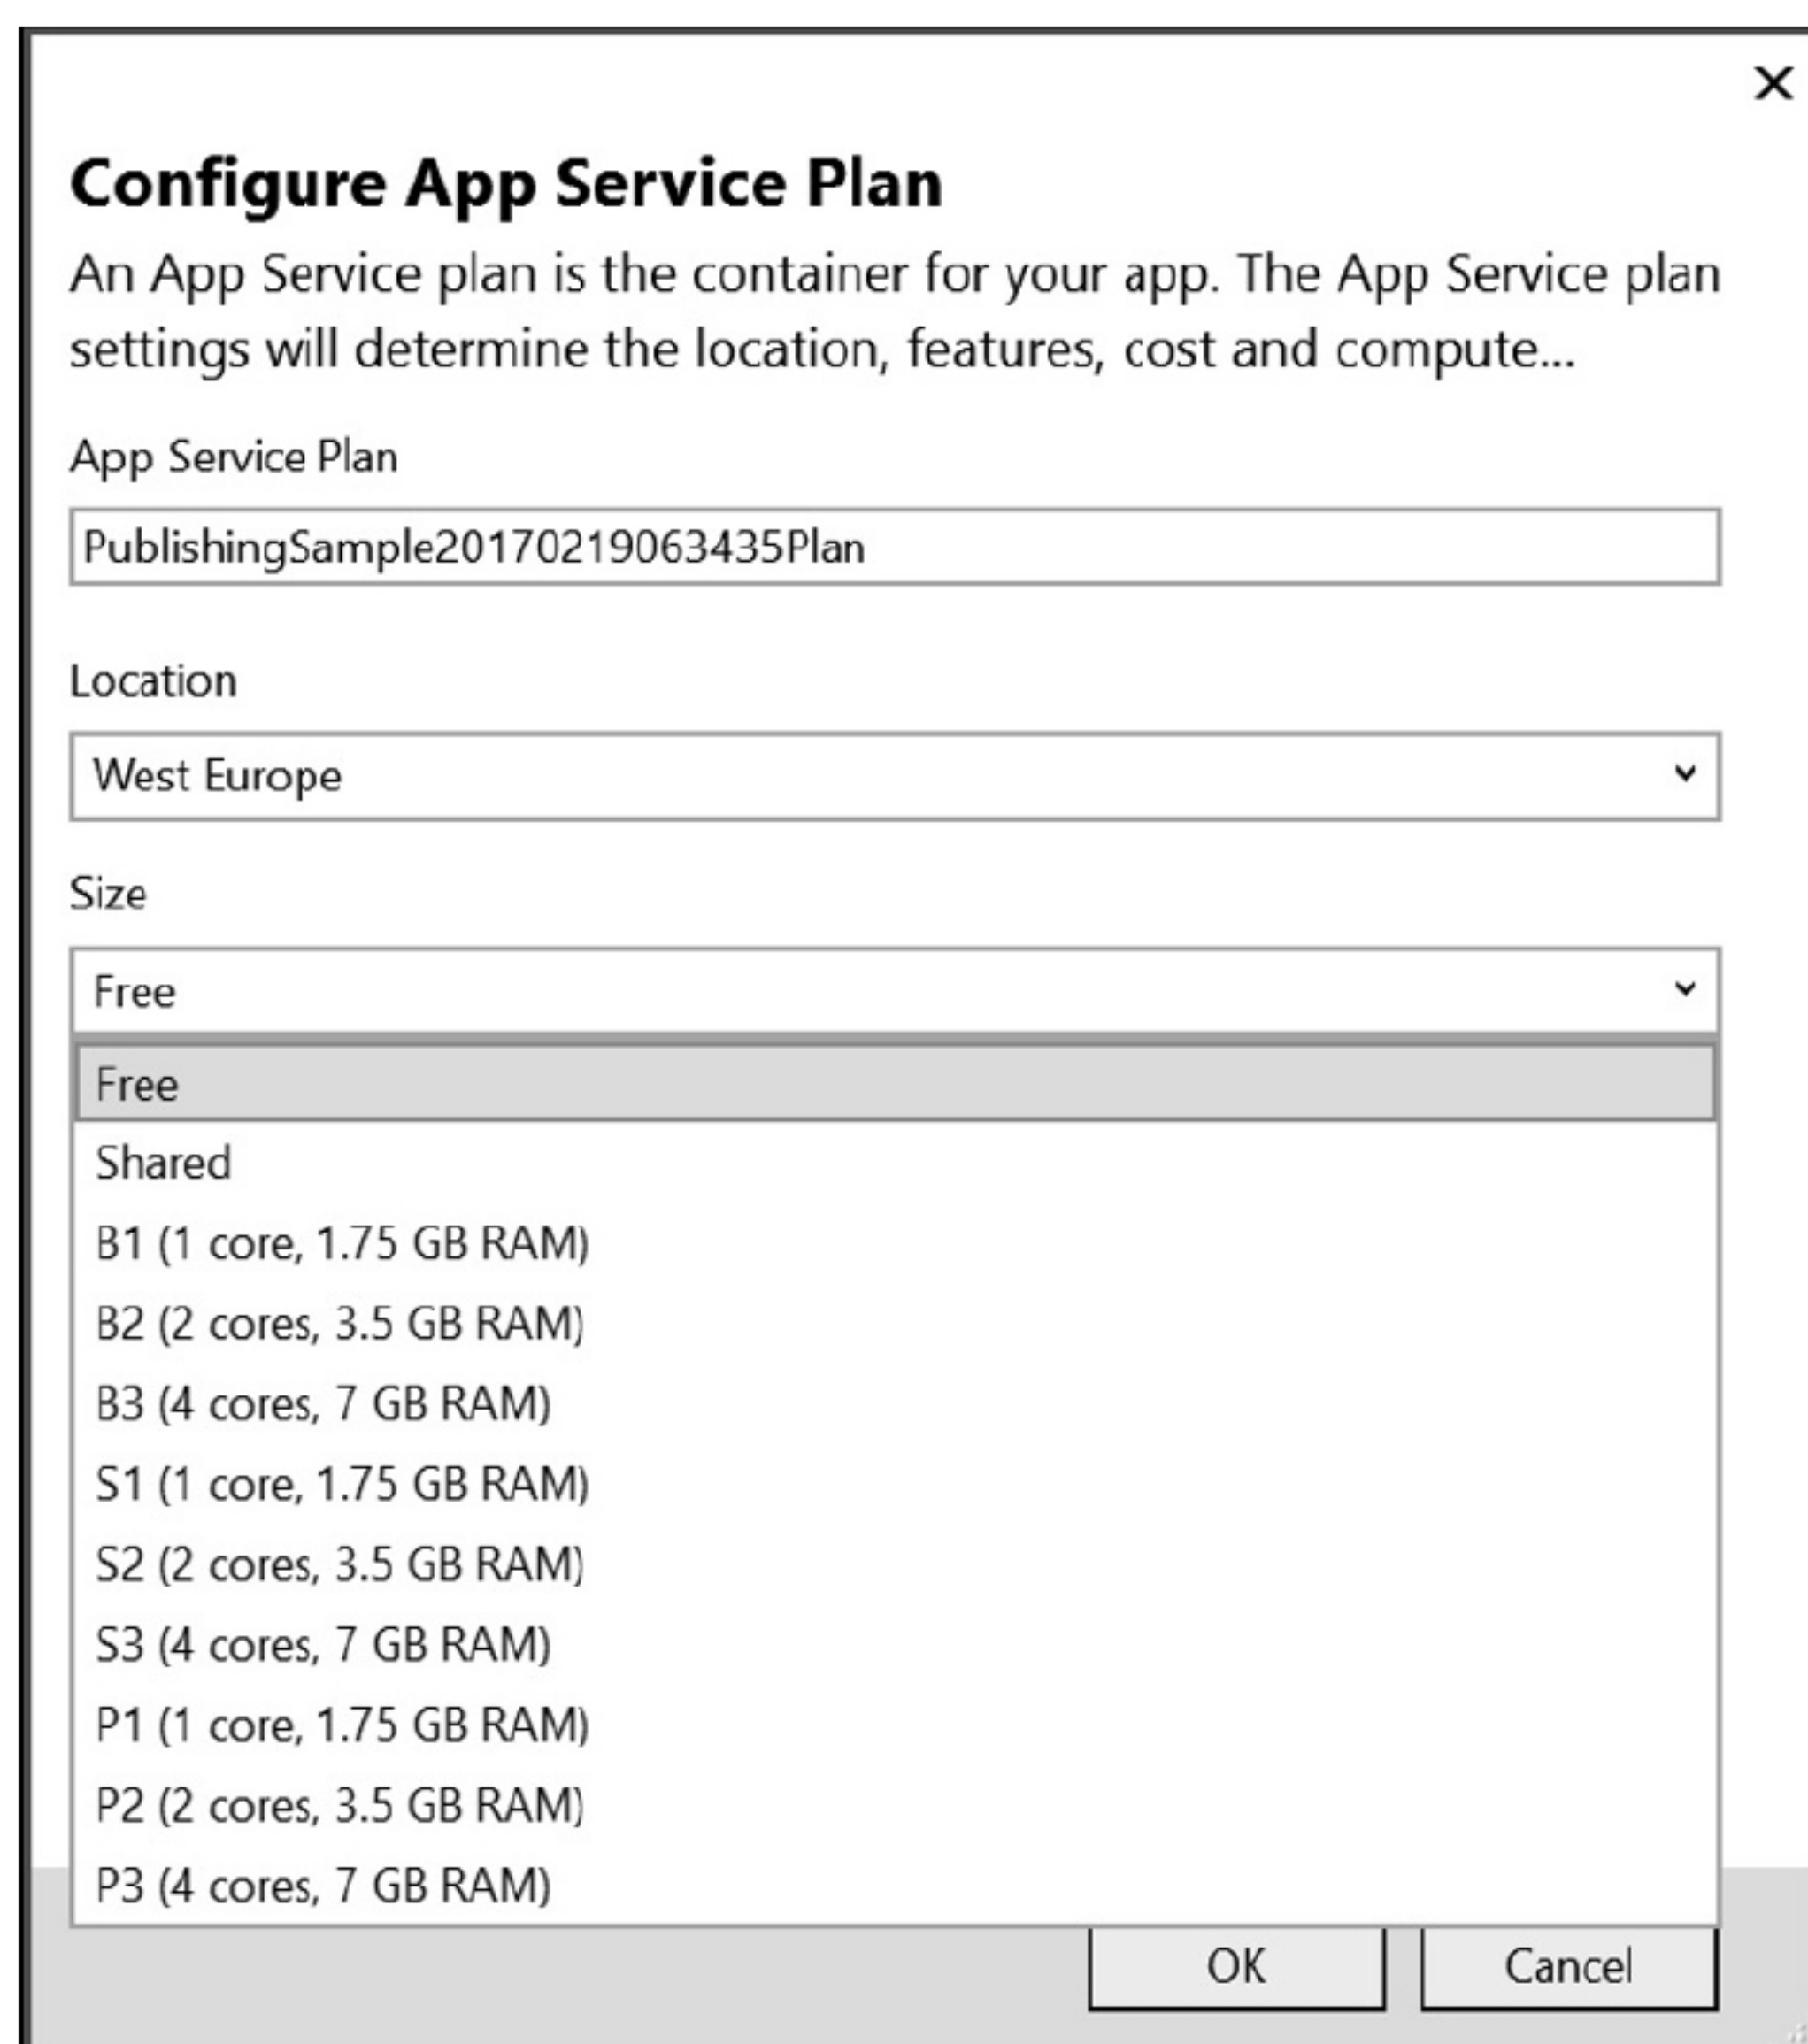 Configure App Service Plan
An App Service plan is the container for your app. The App Service plan
settings will determine the location, features, cost and compute...
App Service Plan
PublishingSample20170219063435Plan
Location
West Europe
Size
Free
Free
Shared
B1 (1 core, 1.75 GB RAM)
B2 (2 cores, 3.5 GB RAM)
B3 (4 cores, 7 GB RAM)
S1 (1 core, 1.75 GB RAM)
S2 (2 cores, 3.5 GB RAM)
S3 (4 cores, 7 GB RAM)
P1 (1 core, 1.75 GB RAM)
P2 (2 cores, 3.5 GB RAM)
P3 (4 cores, 7 GB RAM)
OK Cancel